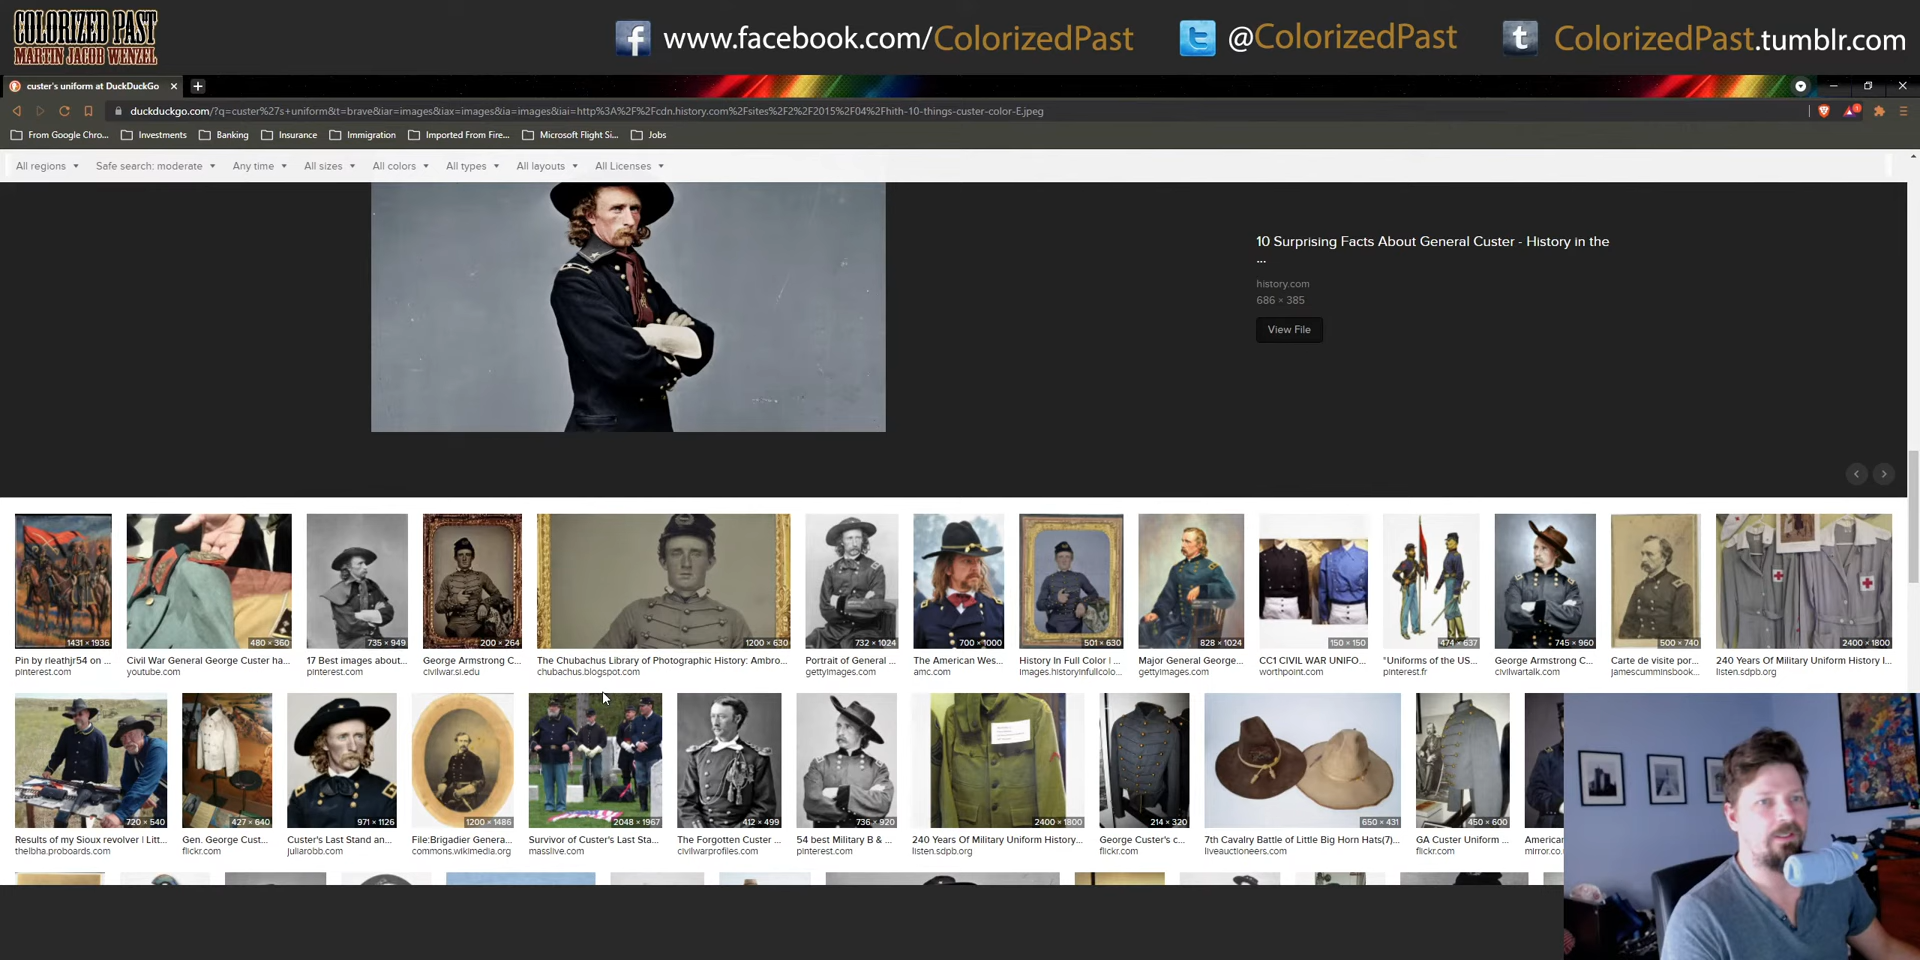 COLORIZED PAST
MARTIN JACOB WENZEL
www.facebook.com/ColorizedPast
@ColorizedPast
ColorizedPast.tumblr.com
custer's uniform at DuckDuckGo
duckduckgo.com/?q=custer%27s+uniform&t=brave&iar=images&iax=images&ia=images&iai=http%3A%2F%2Fcdn.history.com%2Fsites%2F2%2F2015%2F04%2Fhith-10-things-custer-color-E.jpeg
From Google Chro... Investments Banking Insurance Immigration Imported From Fire... Microsoft Flight Si... Jobs
All regions Safe search: moderate Any time All sizes All colors All types All layouts All Licenses
10 Surprising Facts About General Custer - History in the
...
history.com
686 × 385
View File
1431 × 1936 480 × 360 735 × 949 200 × 264 1200 × 630 732 × 1024 700 × 1000 501 × 630 828 × 1024 150 × 150 474 × 637 745 × 960 500 × 740 2400 × 1800
Pin by rleathjr54 on ... Civil War General George Custer ha... 17 Best images about... George Armstrong C... The Chubachus Library of Photographic History: Ambro... Portrait of General ... The American Wes... History In Full Color | ... Major General George... CC1 CIVIL WAR UNIFO... "Uniforms of the US... George Armstrong C... Carte de visite por... 240 Years Of Military Uniform History I...
pinterest.com youtube.com pinterest.com civilwar.si.edu chubachus.blogspot.com gettyimages.com amc.com images.historyinfullcolo... gettyimages.com worthpoint.com pinterest.fr civilwartalk.com jamescumminsbook... listen.sdpb.org
720 × 540 427 × 640 971 × 1126 1200 × 1486 2048 × 1967 412 × 499 736 × 920 2400 × 1800 650 × 431 450 × 600
Results of my Sioux revolver | Litt... Gen. George Cust... Custer's Last Stand an... File:Brigadier Genera... Survivor of Custer's Last Sta... The Forgotten Custer ... 54 best Military B & ... 240 Years Of Military Uniform History... George Custer's c... 7th Cavalry Battle of Little Big Horn Hats(7)... GA Custer Uniform ... American
thelbha.proboards.com flickr.com juliarobb.com commons.wikimedia.org masslive.com civilwarprofiles.com pinterest.com listen.sdpb.org flickr.com liveauctioneers.com flickr.com mirror.co.